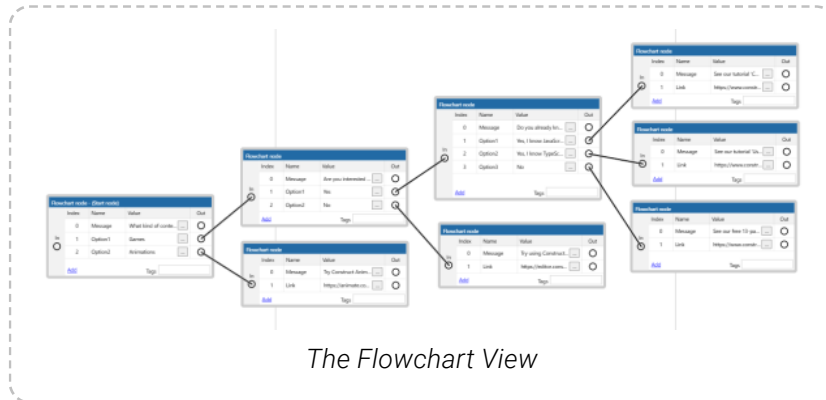 Flowchart node - (Start node)
Index Name Value Out
In
0 Message What kind of conte... ...
1 Option1 Games ...
2 Option2 Animations ...
Add Tags
Flowchart node
Index Name Value Out
In
0 Message Are you interested... ...
1 Option1 Yes ...
2 Option2 No ...
Add Tags
Flowchart node
Index Name Value Out
In
0 Message Try Construct Anim... ...
1 Link https://animate.co... ...
Add Tags
Flowchart node
Index Name Value Out
In
0 Message Do you already kn... ...
1 Option1 Yes, I know JavaScr... ...
2 Option2 Yes, I know TypeSc... ...
3 Option3 No ...
Add Tags
Flowchart node
Index Name Value Out
In
0 Message Try using Construct... ...
1 Link https://editor.cons... ...
Add Tags
Flowchart node
Index Name Value Out
In
0 Message See our tutorial 'C... ...
1 Link https://www.constr... ...
Add Tags
Flowchart node
Index Name Value Out
In
0 Message See our tutorial ...
1 Link https://www.constr... ...
Add Tags
Flowchart node
Index Name Value Out
In
0 Message See our free 13-pa... ...
1 Link https://www.constr... ...
Add Tags
The Flowchart View